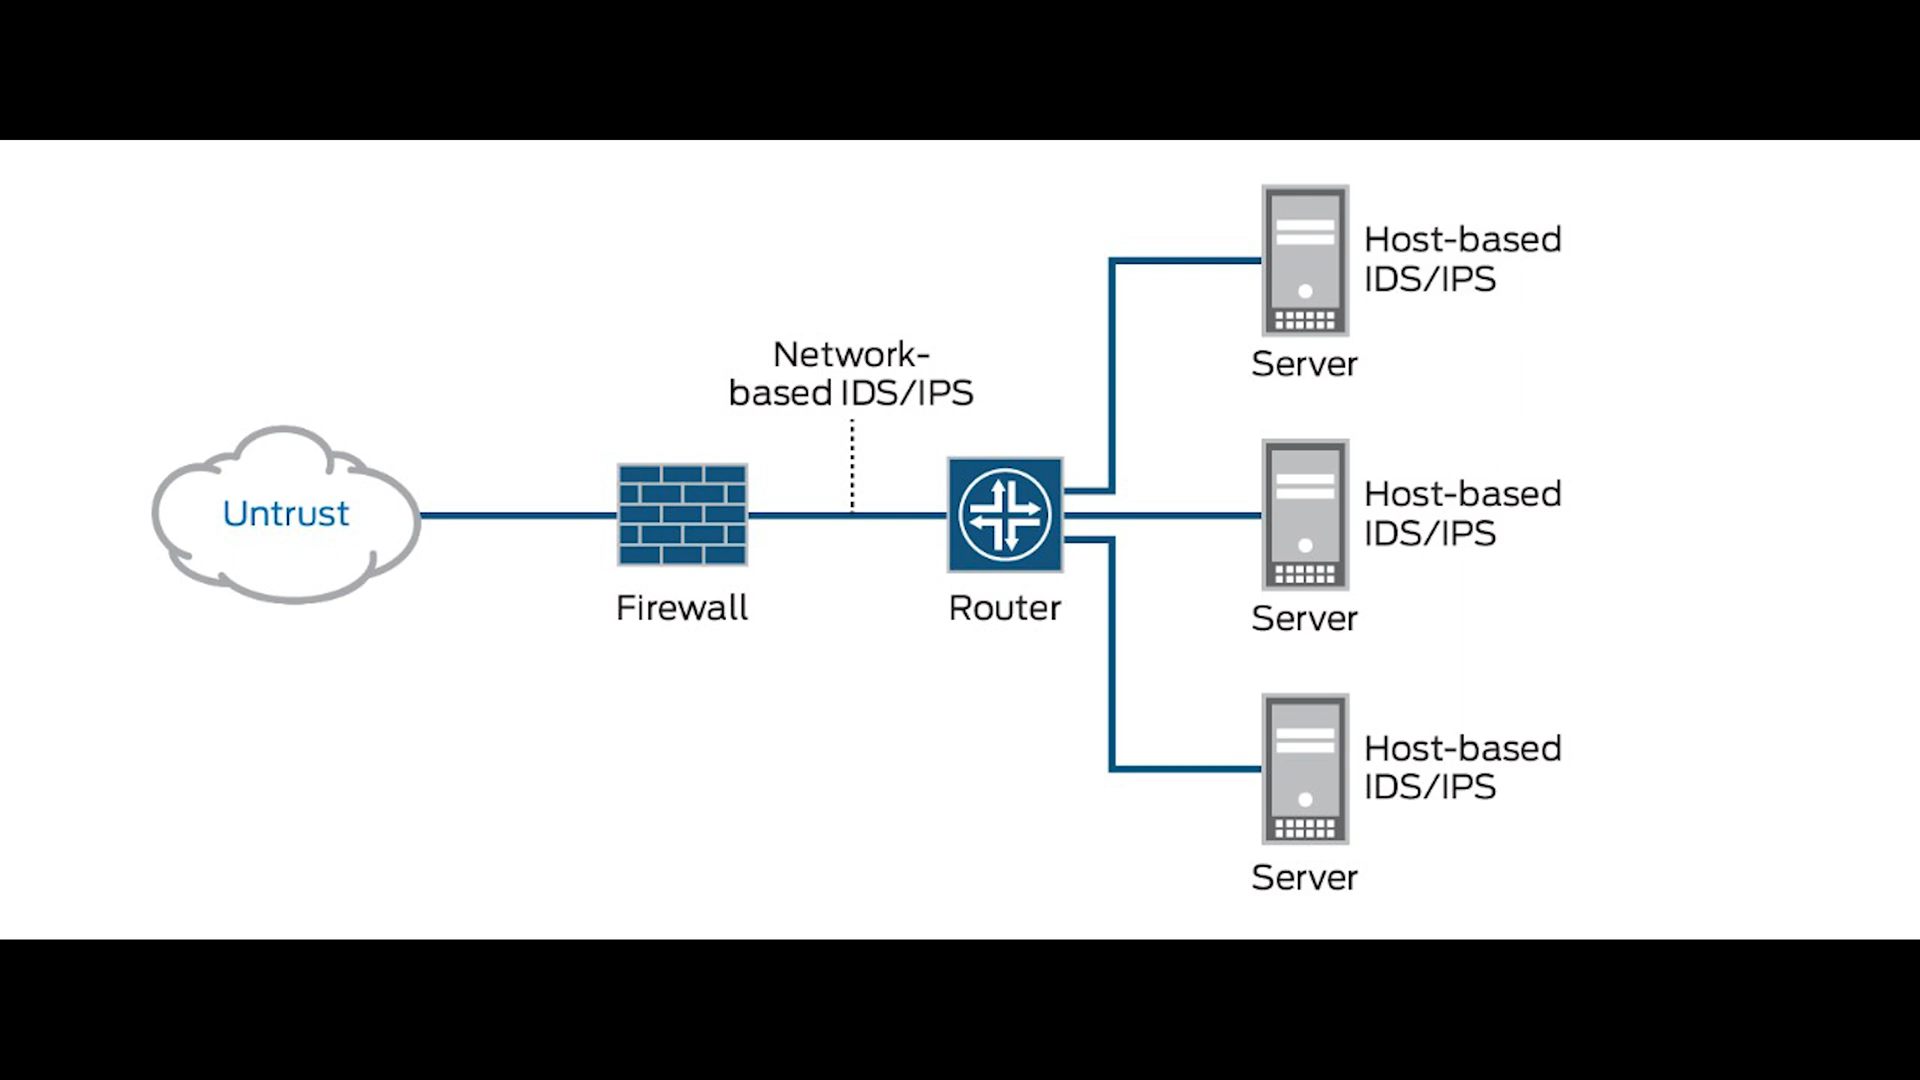 Host-based
IDS/IPS
Server
Network-
based IDS/IPS
Untrust
Firewall
Router
Host-based
IDS/IPS
Server
Host-based
IDS/IPS
Server